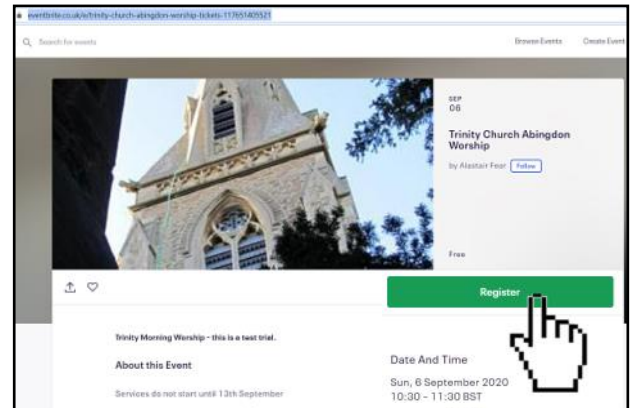 eventbrite.co.uk/e/trinity-church-abingdon-worship-tickets-117651405521
Search for events
Browse Events
Create Event
SEP
06
Trinity Church Abingdon
Worship
by Alastair Fear
Follow
Free
Register
Trinity Morning Worship - this is a test trial.
About this Event
Date And Time
Services do not start until 13th September
Sun, 6 September 2020
10:30 – 11:30 BST